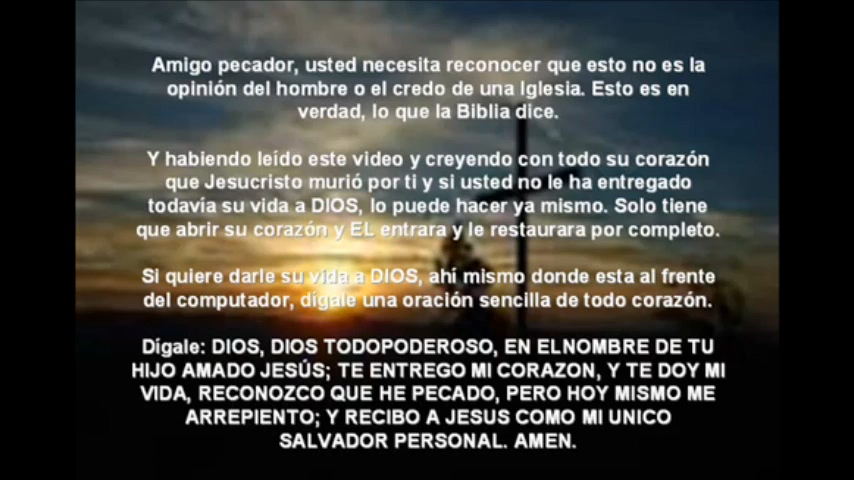 Amigo pecador, usted necesita reconocer que esto no es la
opinión del hombre o el credo de una Iglesia. Esto es en
verdad, lo que la Biblia dice.
Y habiendo leído este video y creyendo con todo su corazón
que Jesucristo murió por ti y si usted no le ha entregado
todavía su vida a DIOS, lo puede hacer ya mismo. Solo tiene
que abrir su corazón y EL entrara y le restaurara por completo.
Si quiere darle su vida a DIOS, ahí mismo donde esta al frente
del computador, dígale una oración sencilla de todo corazón.
Dígale: DIOS, DIOS TODOPODEROSO, EN ELNOMBRE DE TU
HIJO AMADO JESÚS; TE ENTREGO MI CORAZON, Y TE DOY MI
VIDA, RECONOZCO QUE HE PECADO, PERO HOY MISMO ME
ARREPIENTO; Y RECIBO A JESUS COMO MI UNICO
SALVADOR PERSONAL. AMEN.